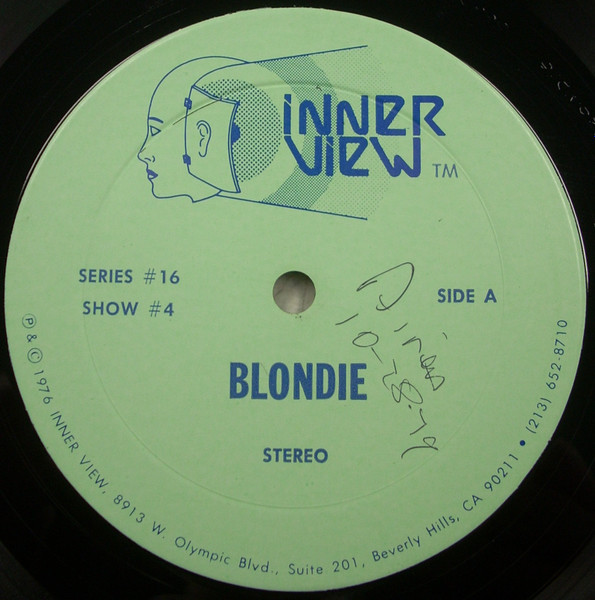 INNER
VIEW TM
SERIES #16
SHOW #4
SIDE A
BLONDIE
STEREO
℗ & © 1976 INNER VIEW, 8913 W. Olympic Blvd., Suite 201, Beverly Hills, CA 90211 • (213) 652-8710